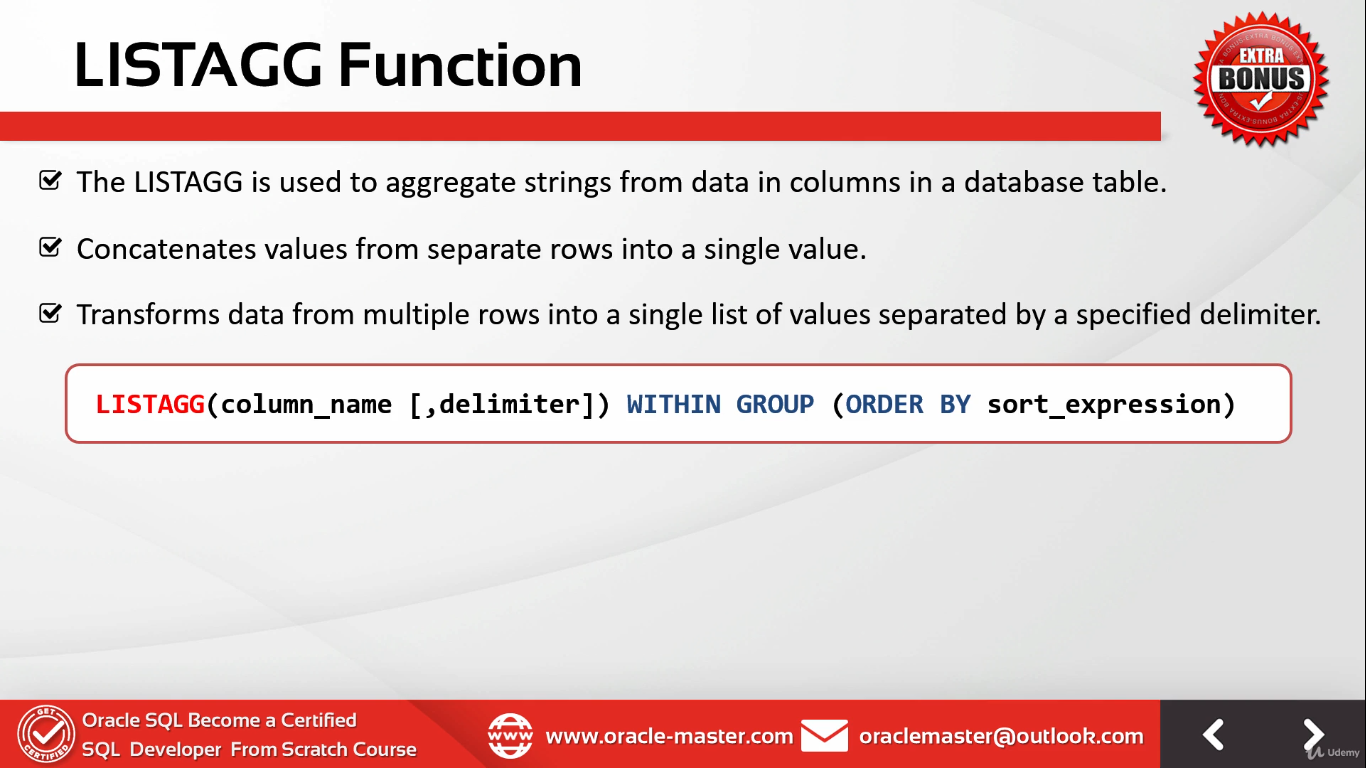 LISTAGG Function
EXTRA
BONUS
The LISTAGG is used to aggregate strings from data in columns in a database table.
Concatenates values from separate rows into a single value.
Transforms data from multiple rows into a single list of values separated by a specified delimiter.
LISTAGG(column_name [,delimiter]) WITHIN GROUP (ORDER BY sort_expression)
GET
CERTIFIED
Oracle SQL Become a Certified
SQL Developer From Scratch Course
WWW
www.oracle-master.com
oraclemaster@outlook.com
Udemy